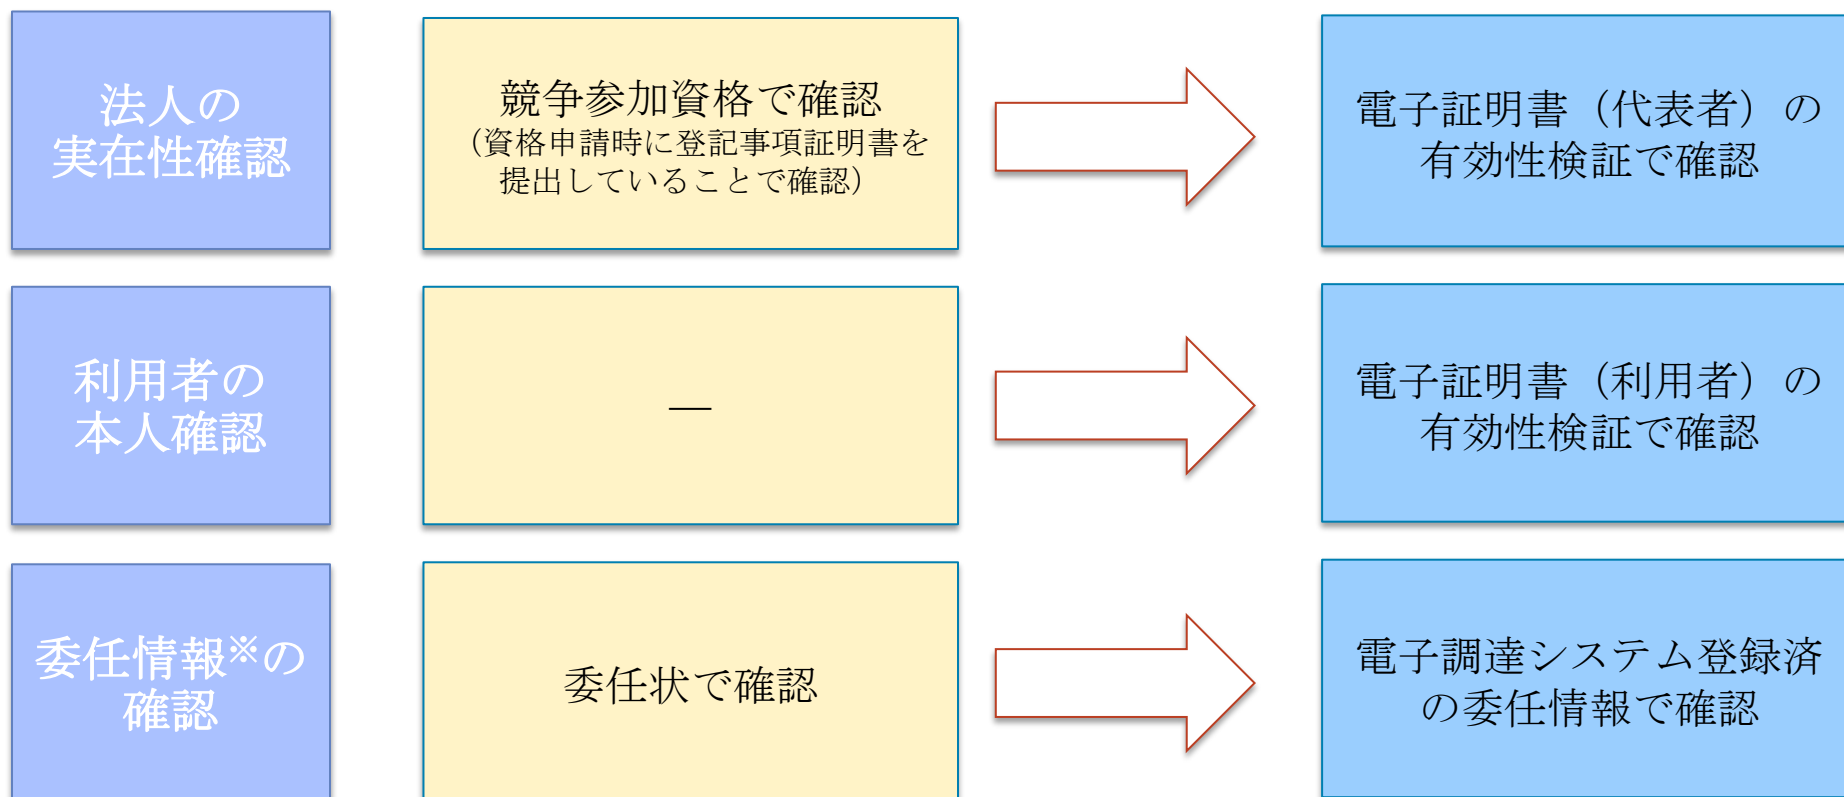 法人の
実在性確認
競争参加資格で確認
（資格申請時に登記事項証明書を
提出していることで確認）
電子証明書（代表者）の
有効性検証で確認
利用者の
本人確認
―
電子証明書（利用者）の
有効性検証で確認
委任情報※の
確認
委任状で確認
電子調達システム登録済
の委任情報で確認